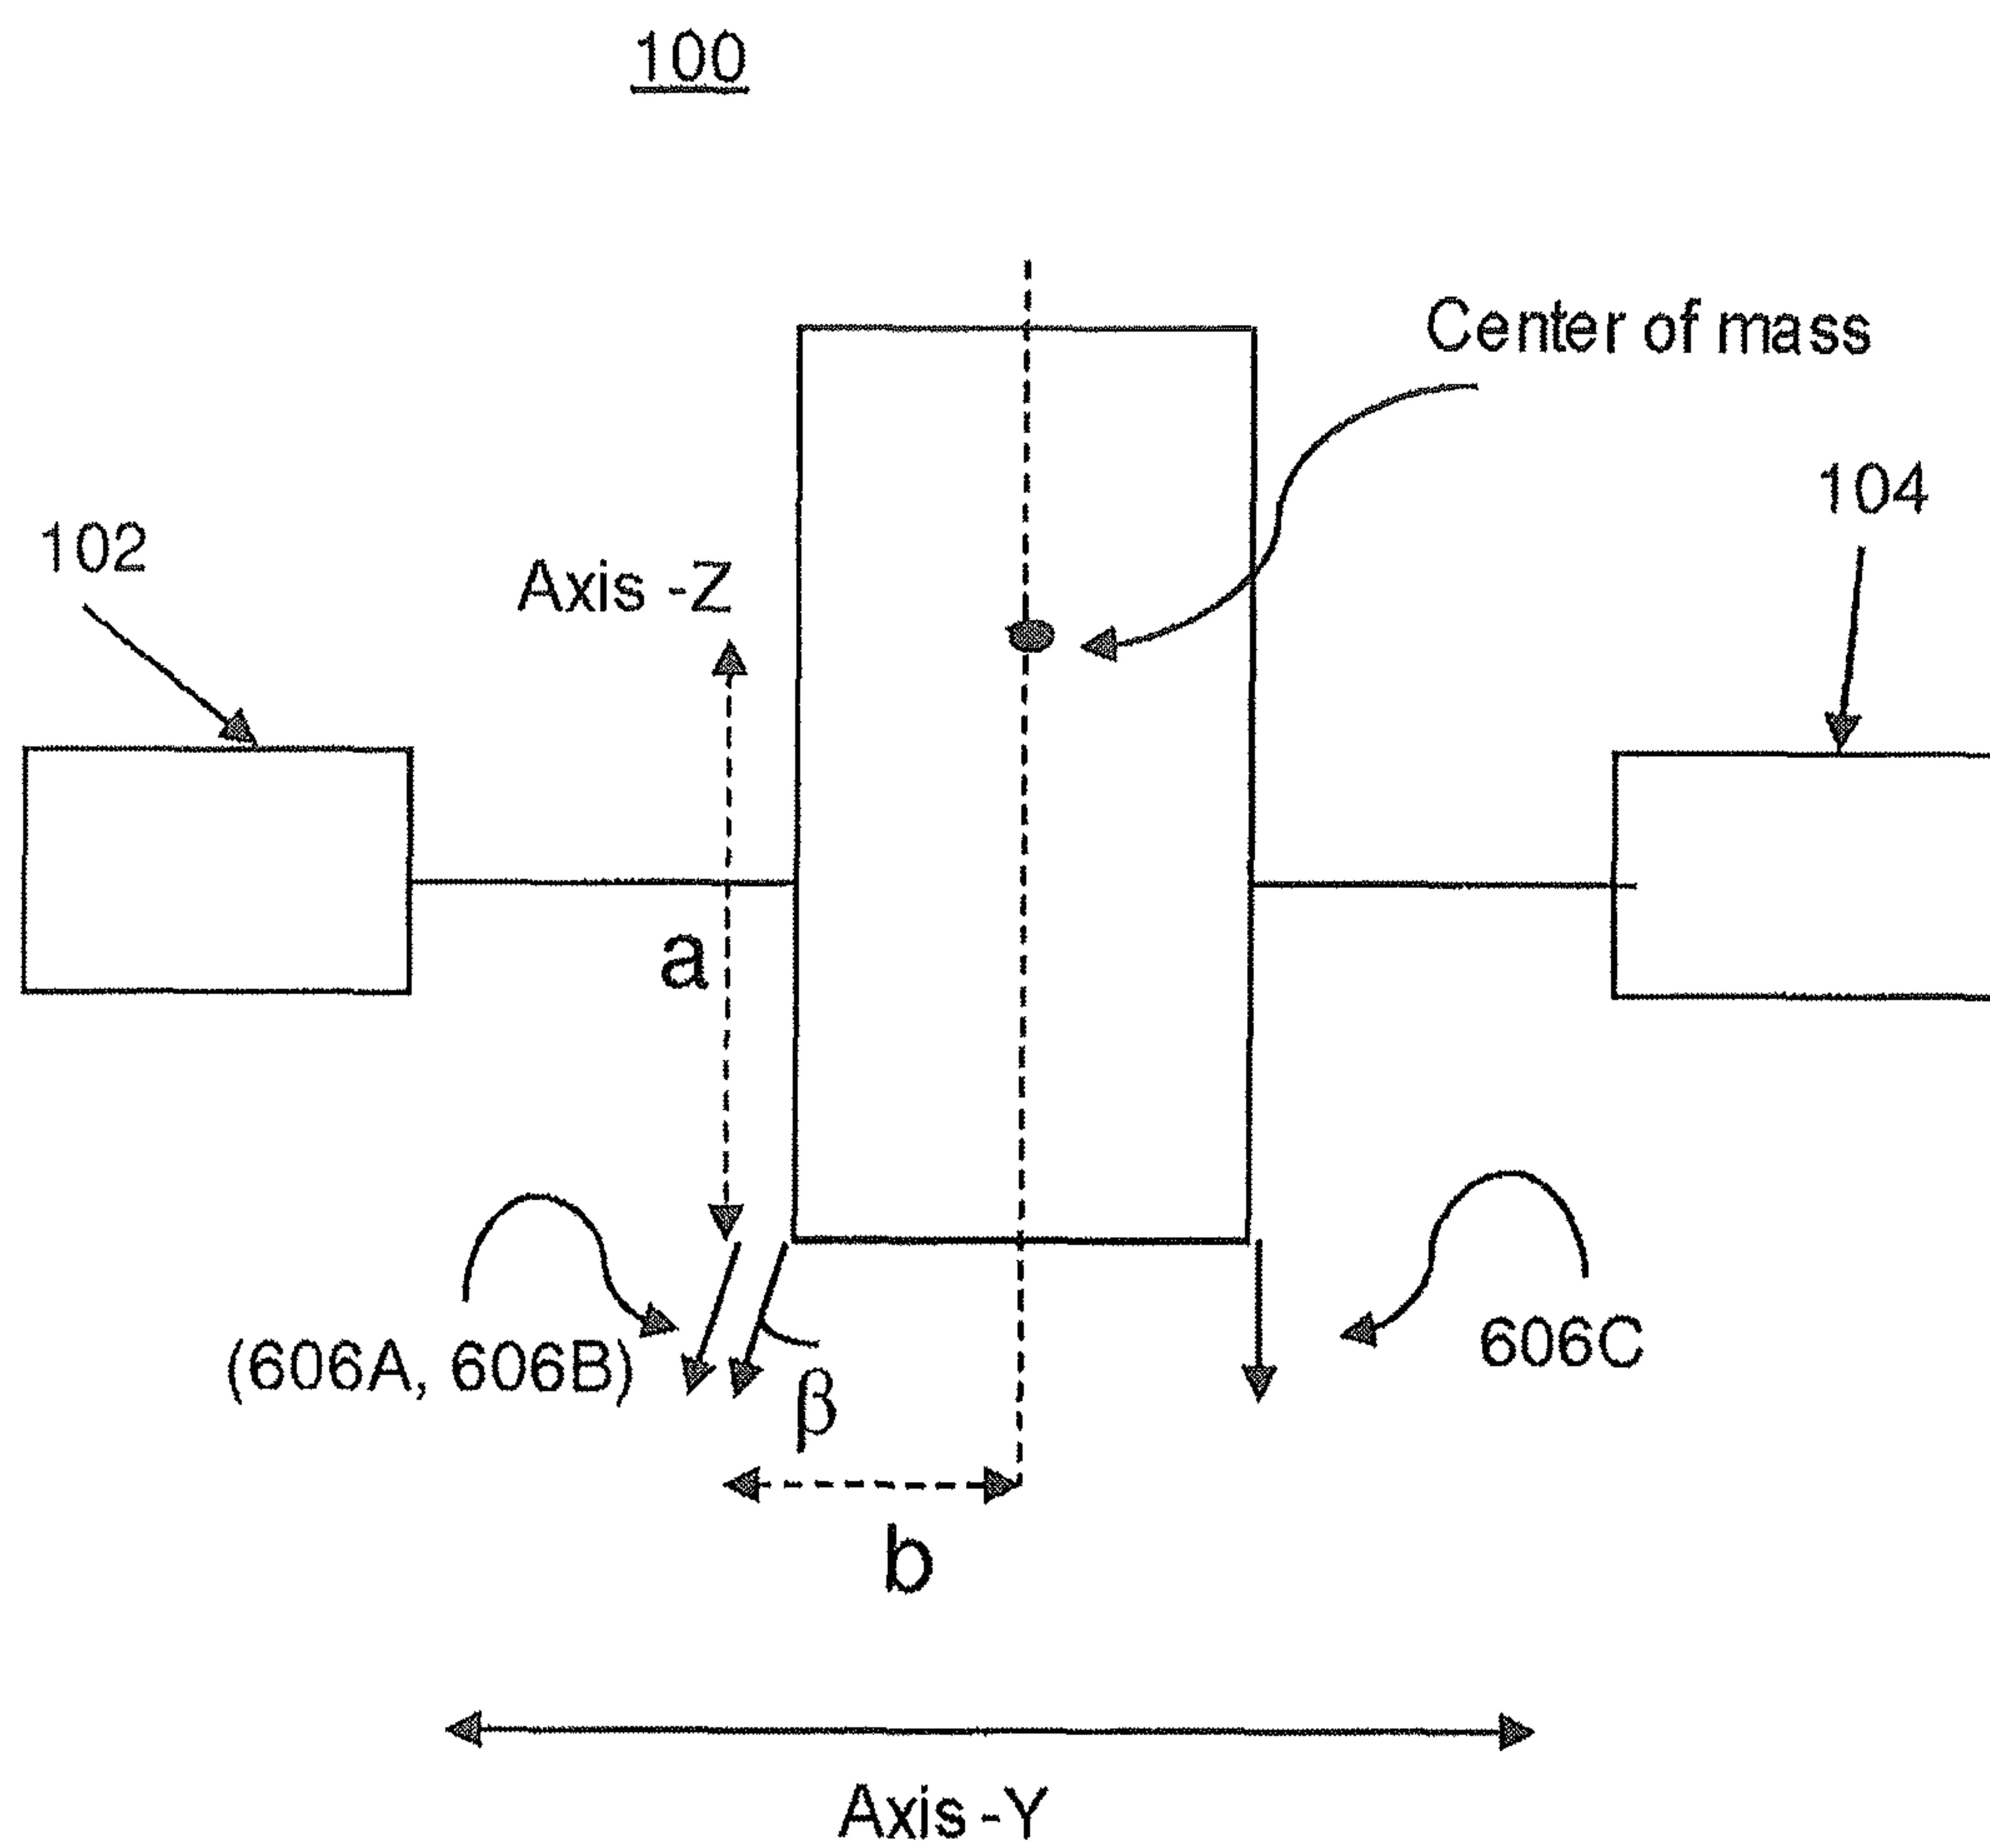 100
Center of mass
104
102
Axis -Z
a
606C
(606A, 606B)
β
b
Axis -Y